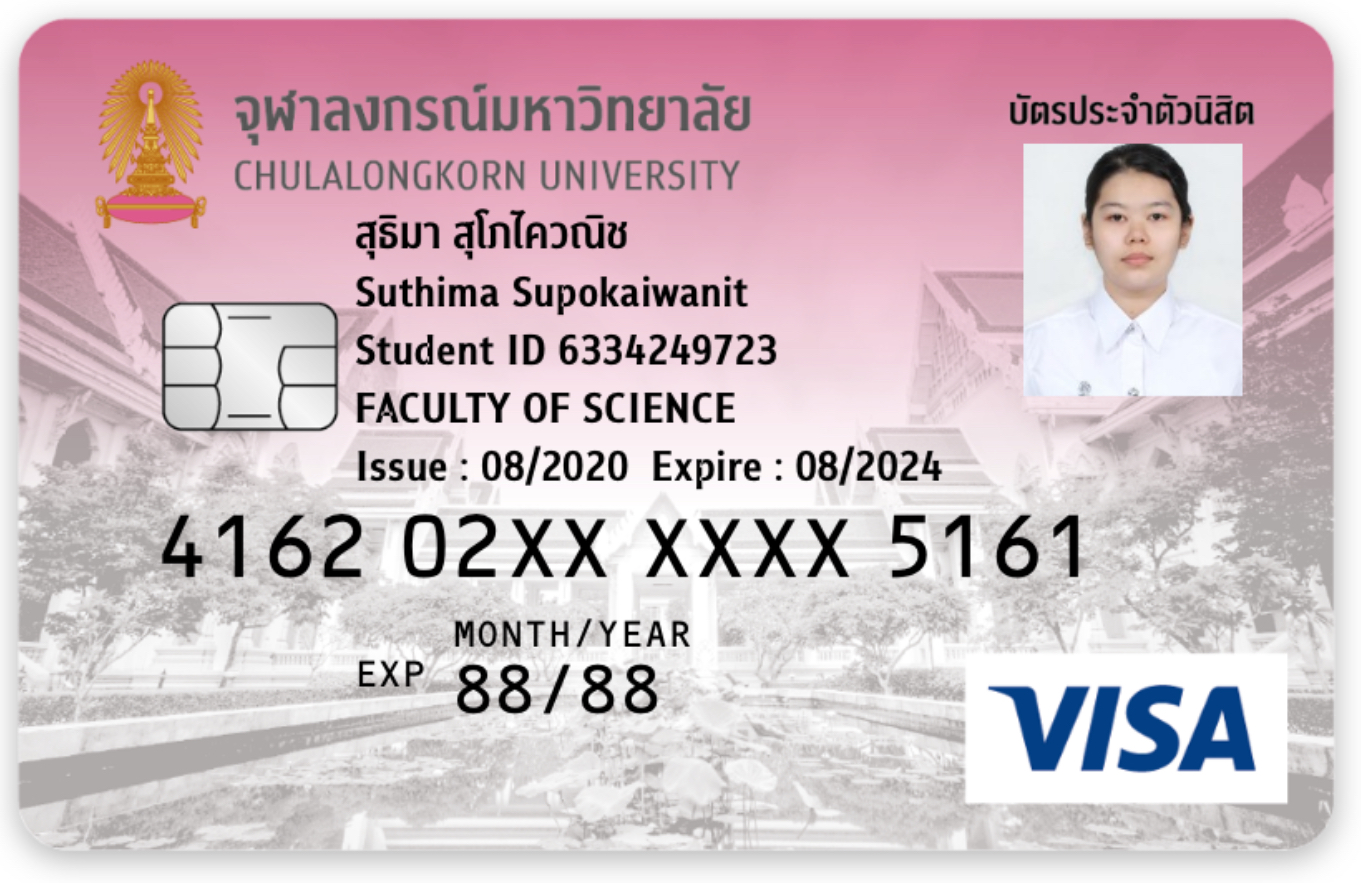 จุฬาลงกรณ์มหาวิทยาลัย
CHULALONGKORN UNIVERSITY
บัตรประจำตัวนิสิต
สุธิมา สุโภไควณิช
Suthima Supokaiwanit
Student ID 6334249723
FACULTY OF SCIENCE
Issue : 08/2020 Expire : 08/2024
4162 02XX XXXX 5161
MONTH/YEAR
EXP 88/88
VISA